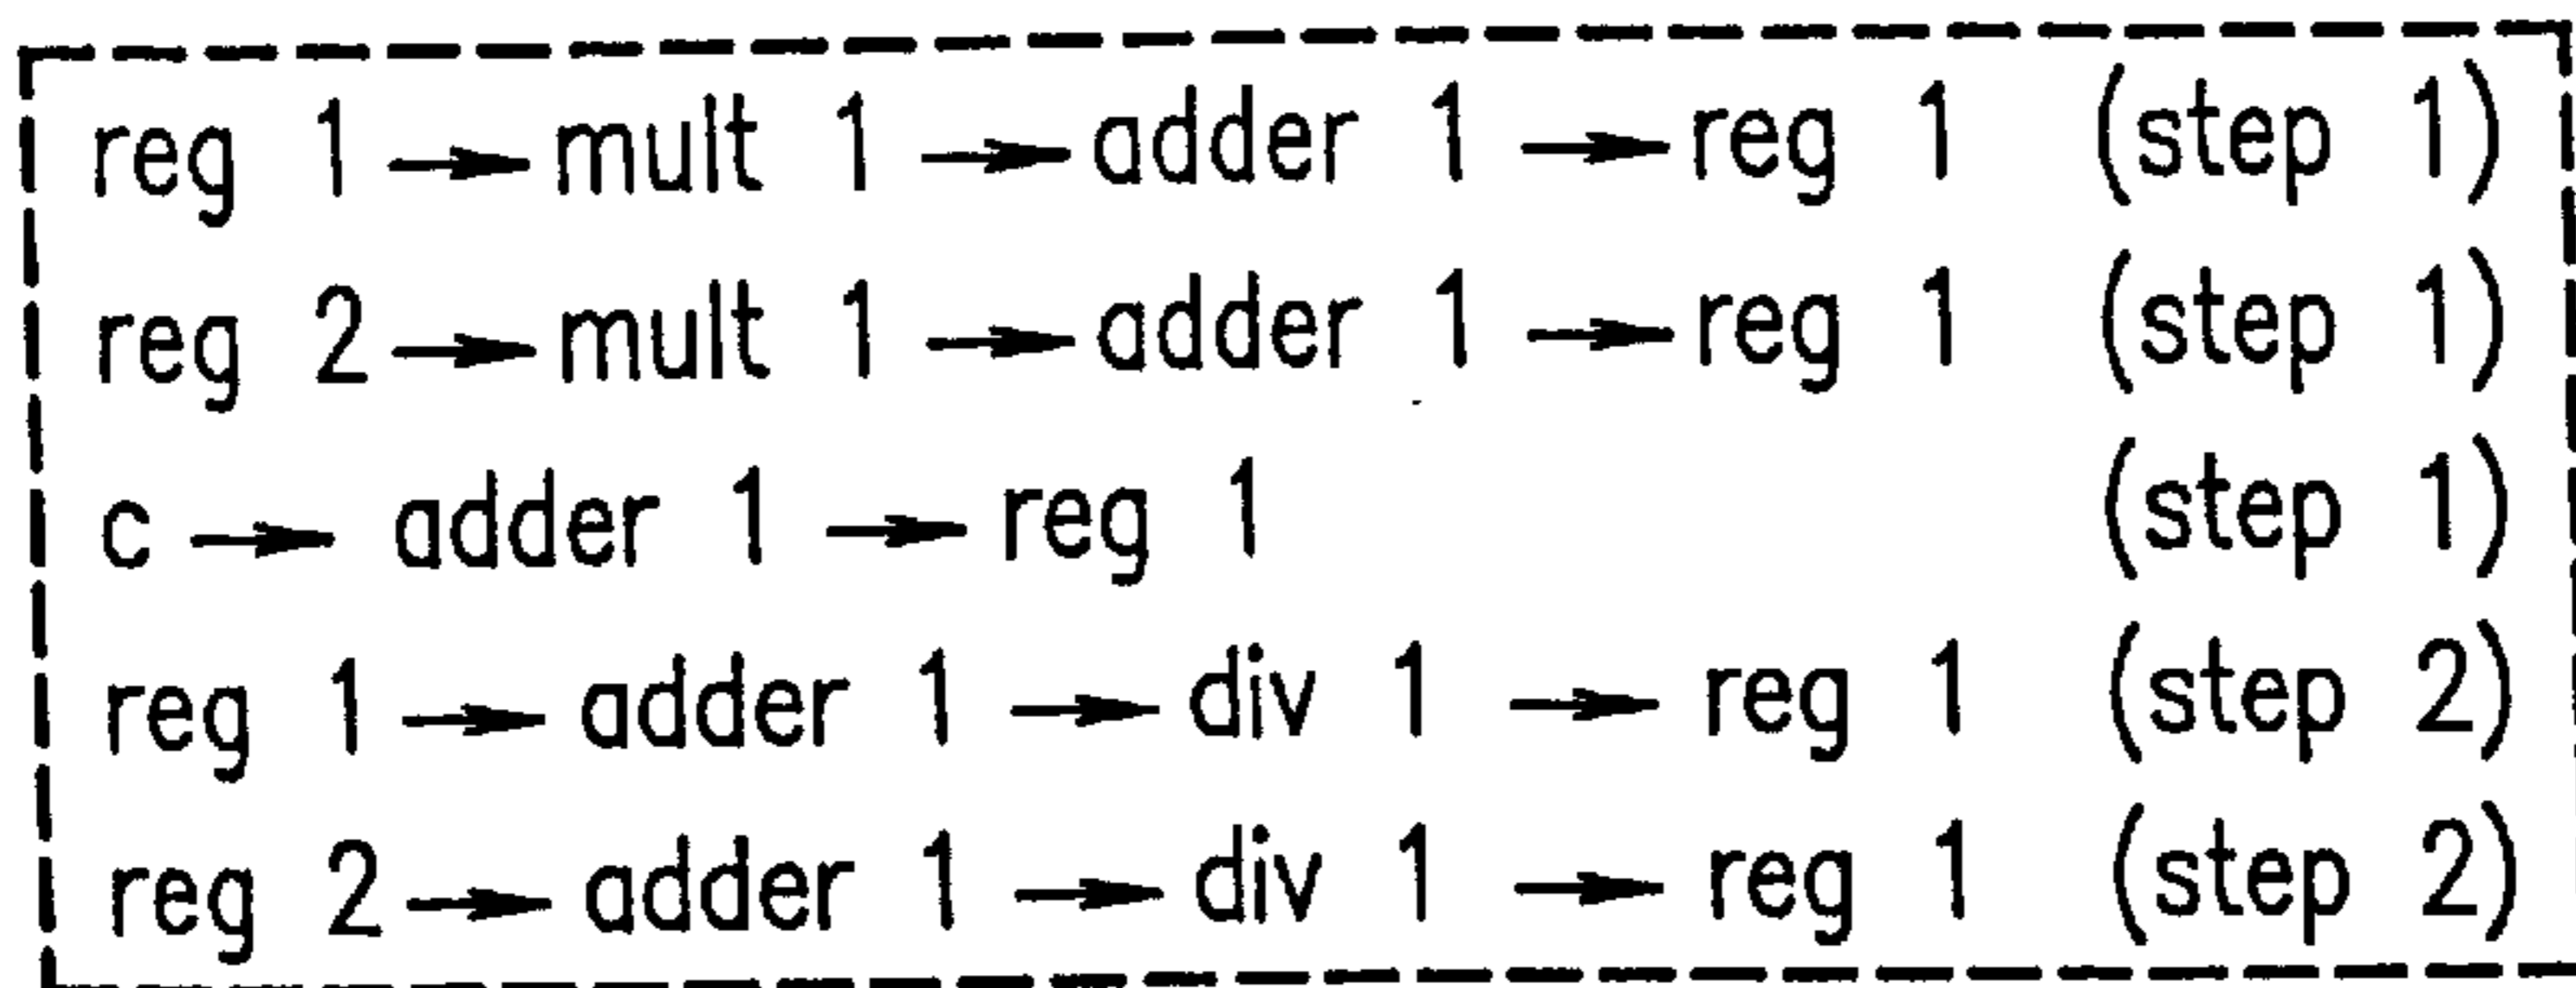 reg 1 → mult 1 → adder 1 → reg 1 (step 1)
reg 2 → mult 1 → adder 1 → reg 1 (step 1)
c → adder 1 → reg 1 (step 1)
reg 1 → adder 1 → div 1 → reg 1 (step 2)
reg 2 → adder 1 → div 1 → reg 1 (step 2)